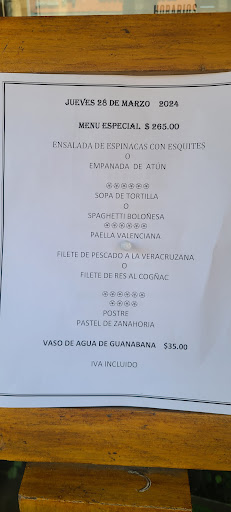 HORARIOS
JUEVES 28 DE MARZO 2024
MENU ESPECIAL $ 265.00
ENSALADA DE ESPINACAS CON ESQUITES
O
EMPANADA DE ATÚN
SOPA DE TORTILLA
O
SPAGHETTI BOLOÑESA
PAELLA VALENCIANA
FILETE DE PESCADO A LA VERACRUZANA
O
FILETE DE RES AL COGÑAC
POSTRE
PASTEL DE ZANAHORIA
VASO DE AGUA DE GUANABANA $35.00
IVA INCLUIDO